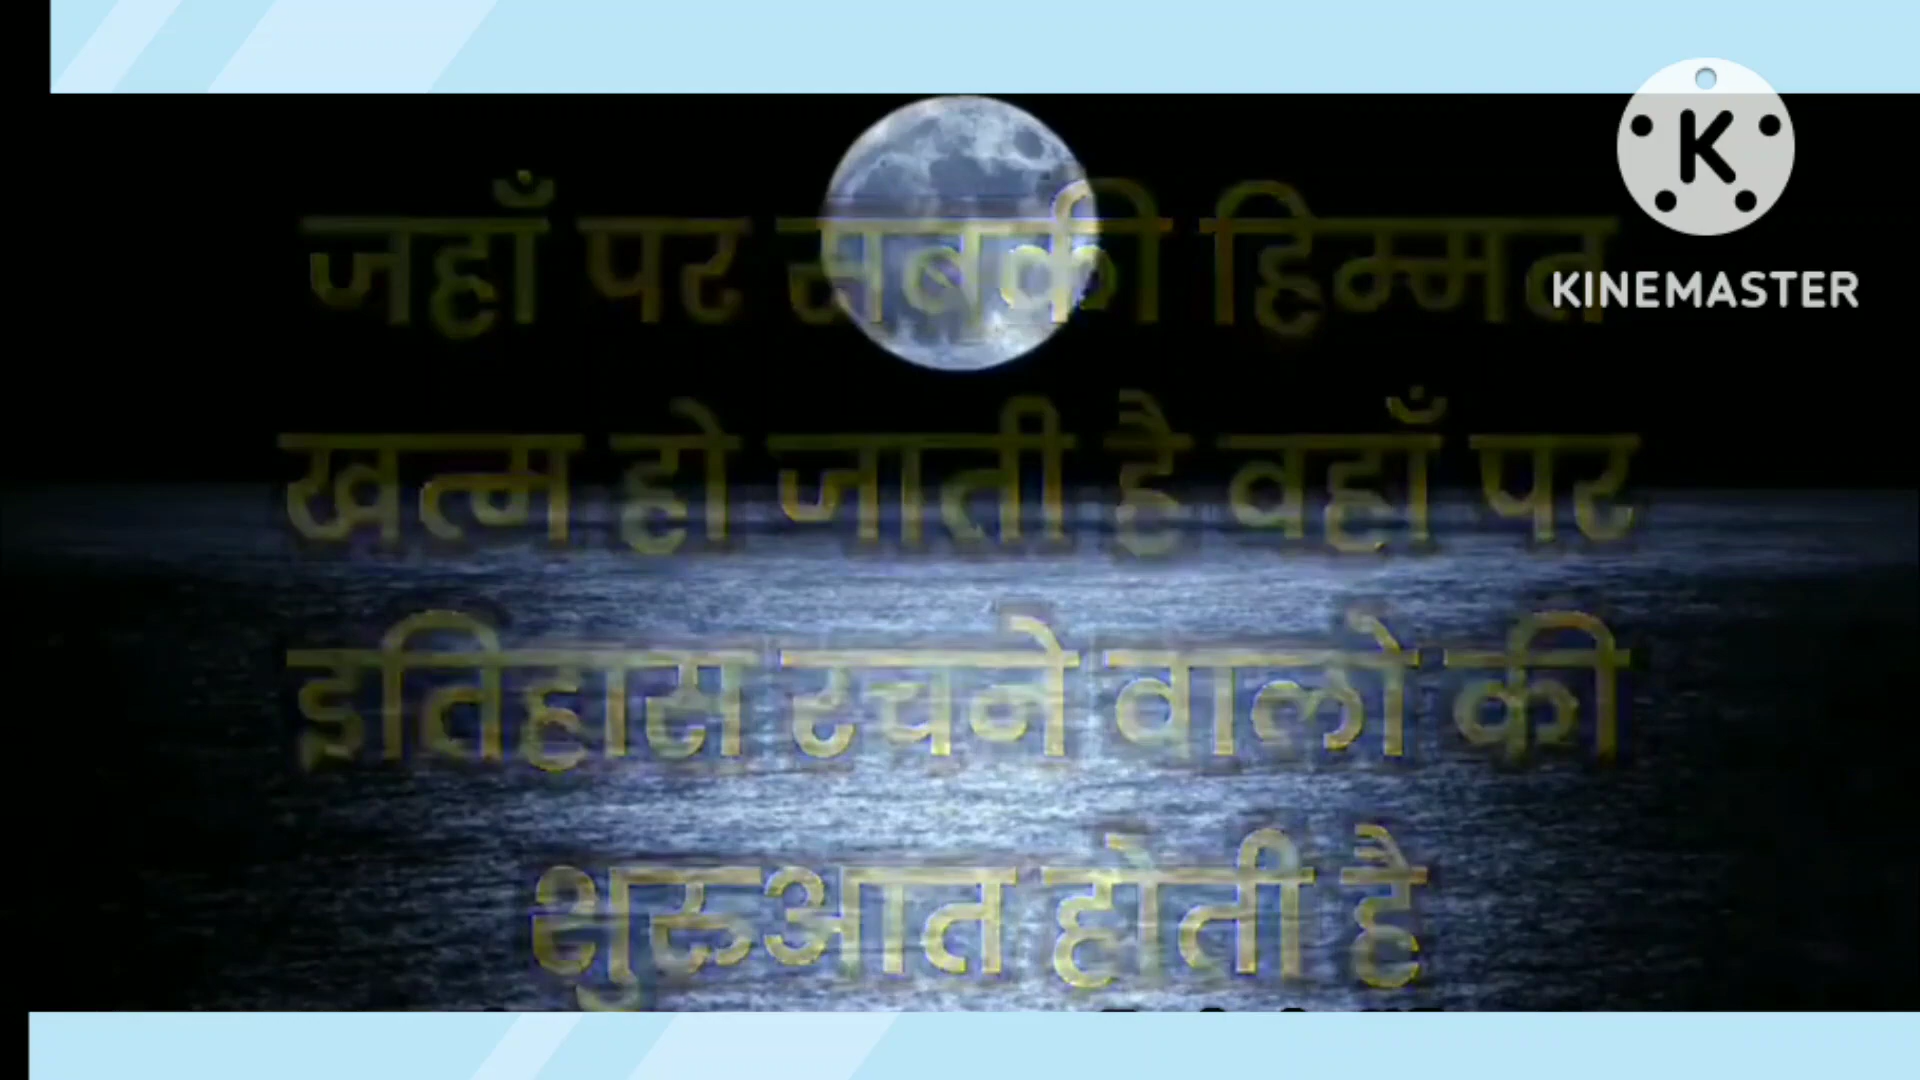 जहाँ पर सबकी हिम्मत
खत्म हो जाती है वहाँ पर
इतिहास रचने वालो की
शुरुआत होती है
K
KINEMASTER